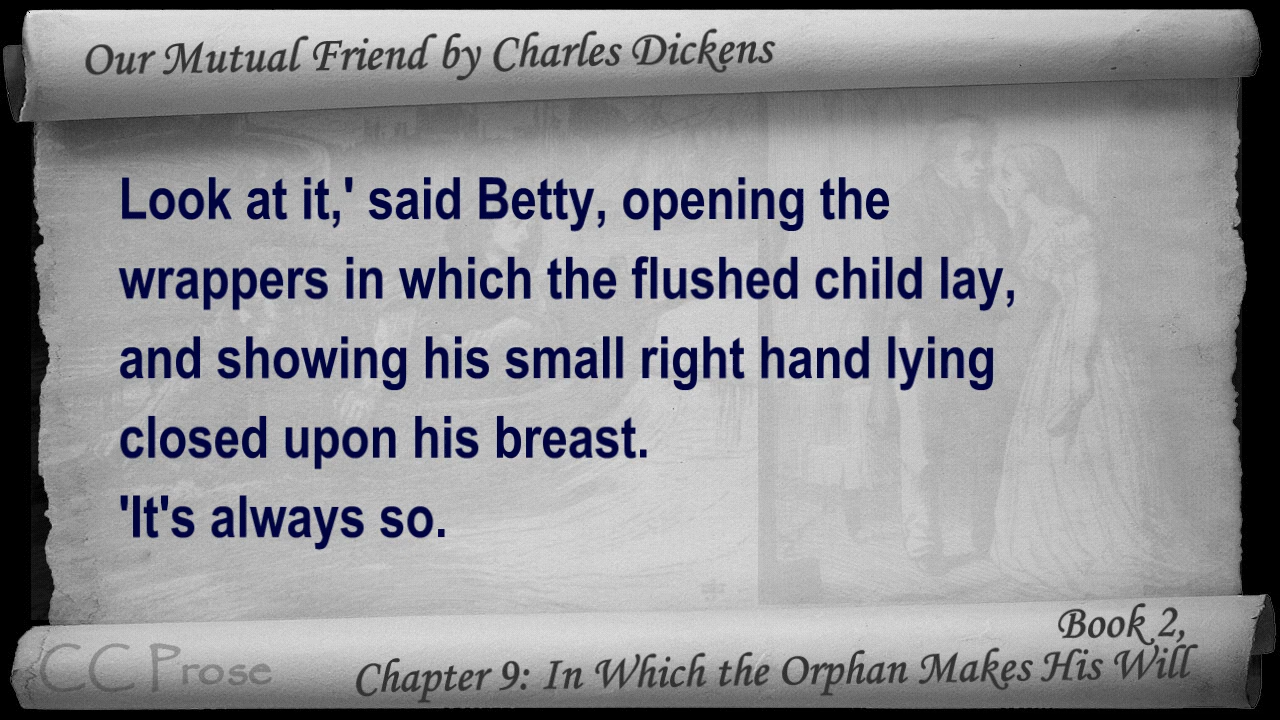 Our Mutual Friend by Charles Dickens
Look at it,' said Betty, opening the
wrappers in which the flushed child lay,
and showing his small right hand lying
closed upon his breast.
'It's always so.
Book 2,
CC Prose
Chapter 9: In Which the Orphan Makes His Will